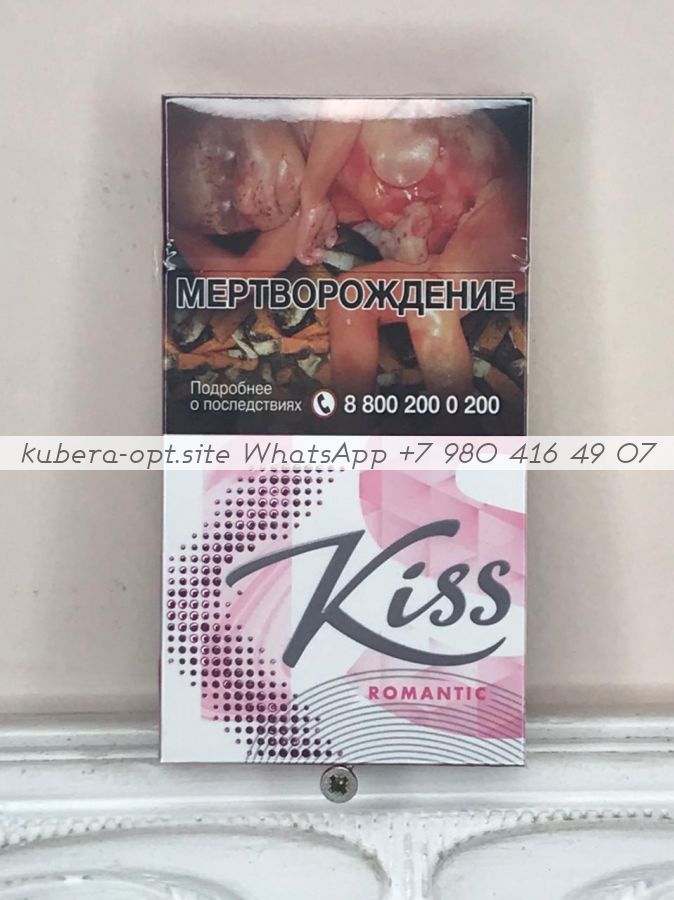 МЕРТВОРОЖДЕНИЕ
Подробнее
о последствиях 8 800 200 0 200
kubera-opt.site WhatsApp +7 980 416 49 07
Kiss
ROMANTIC